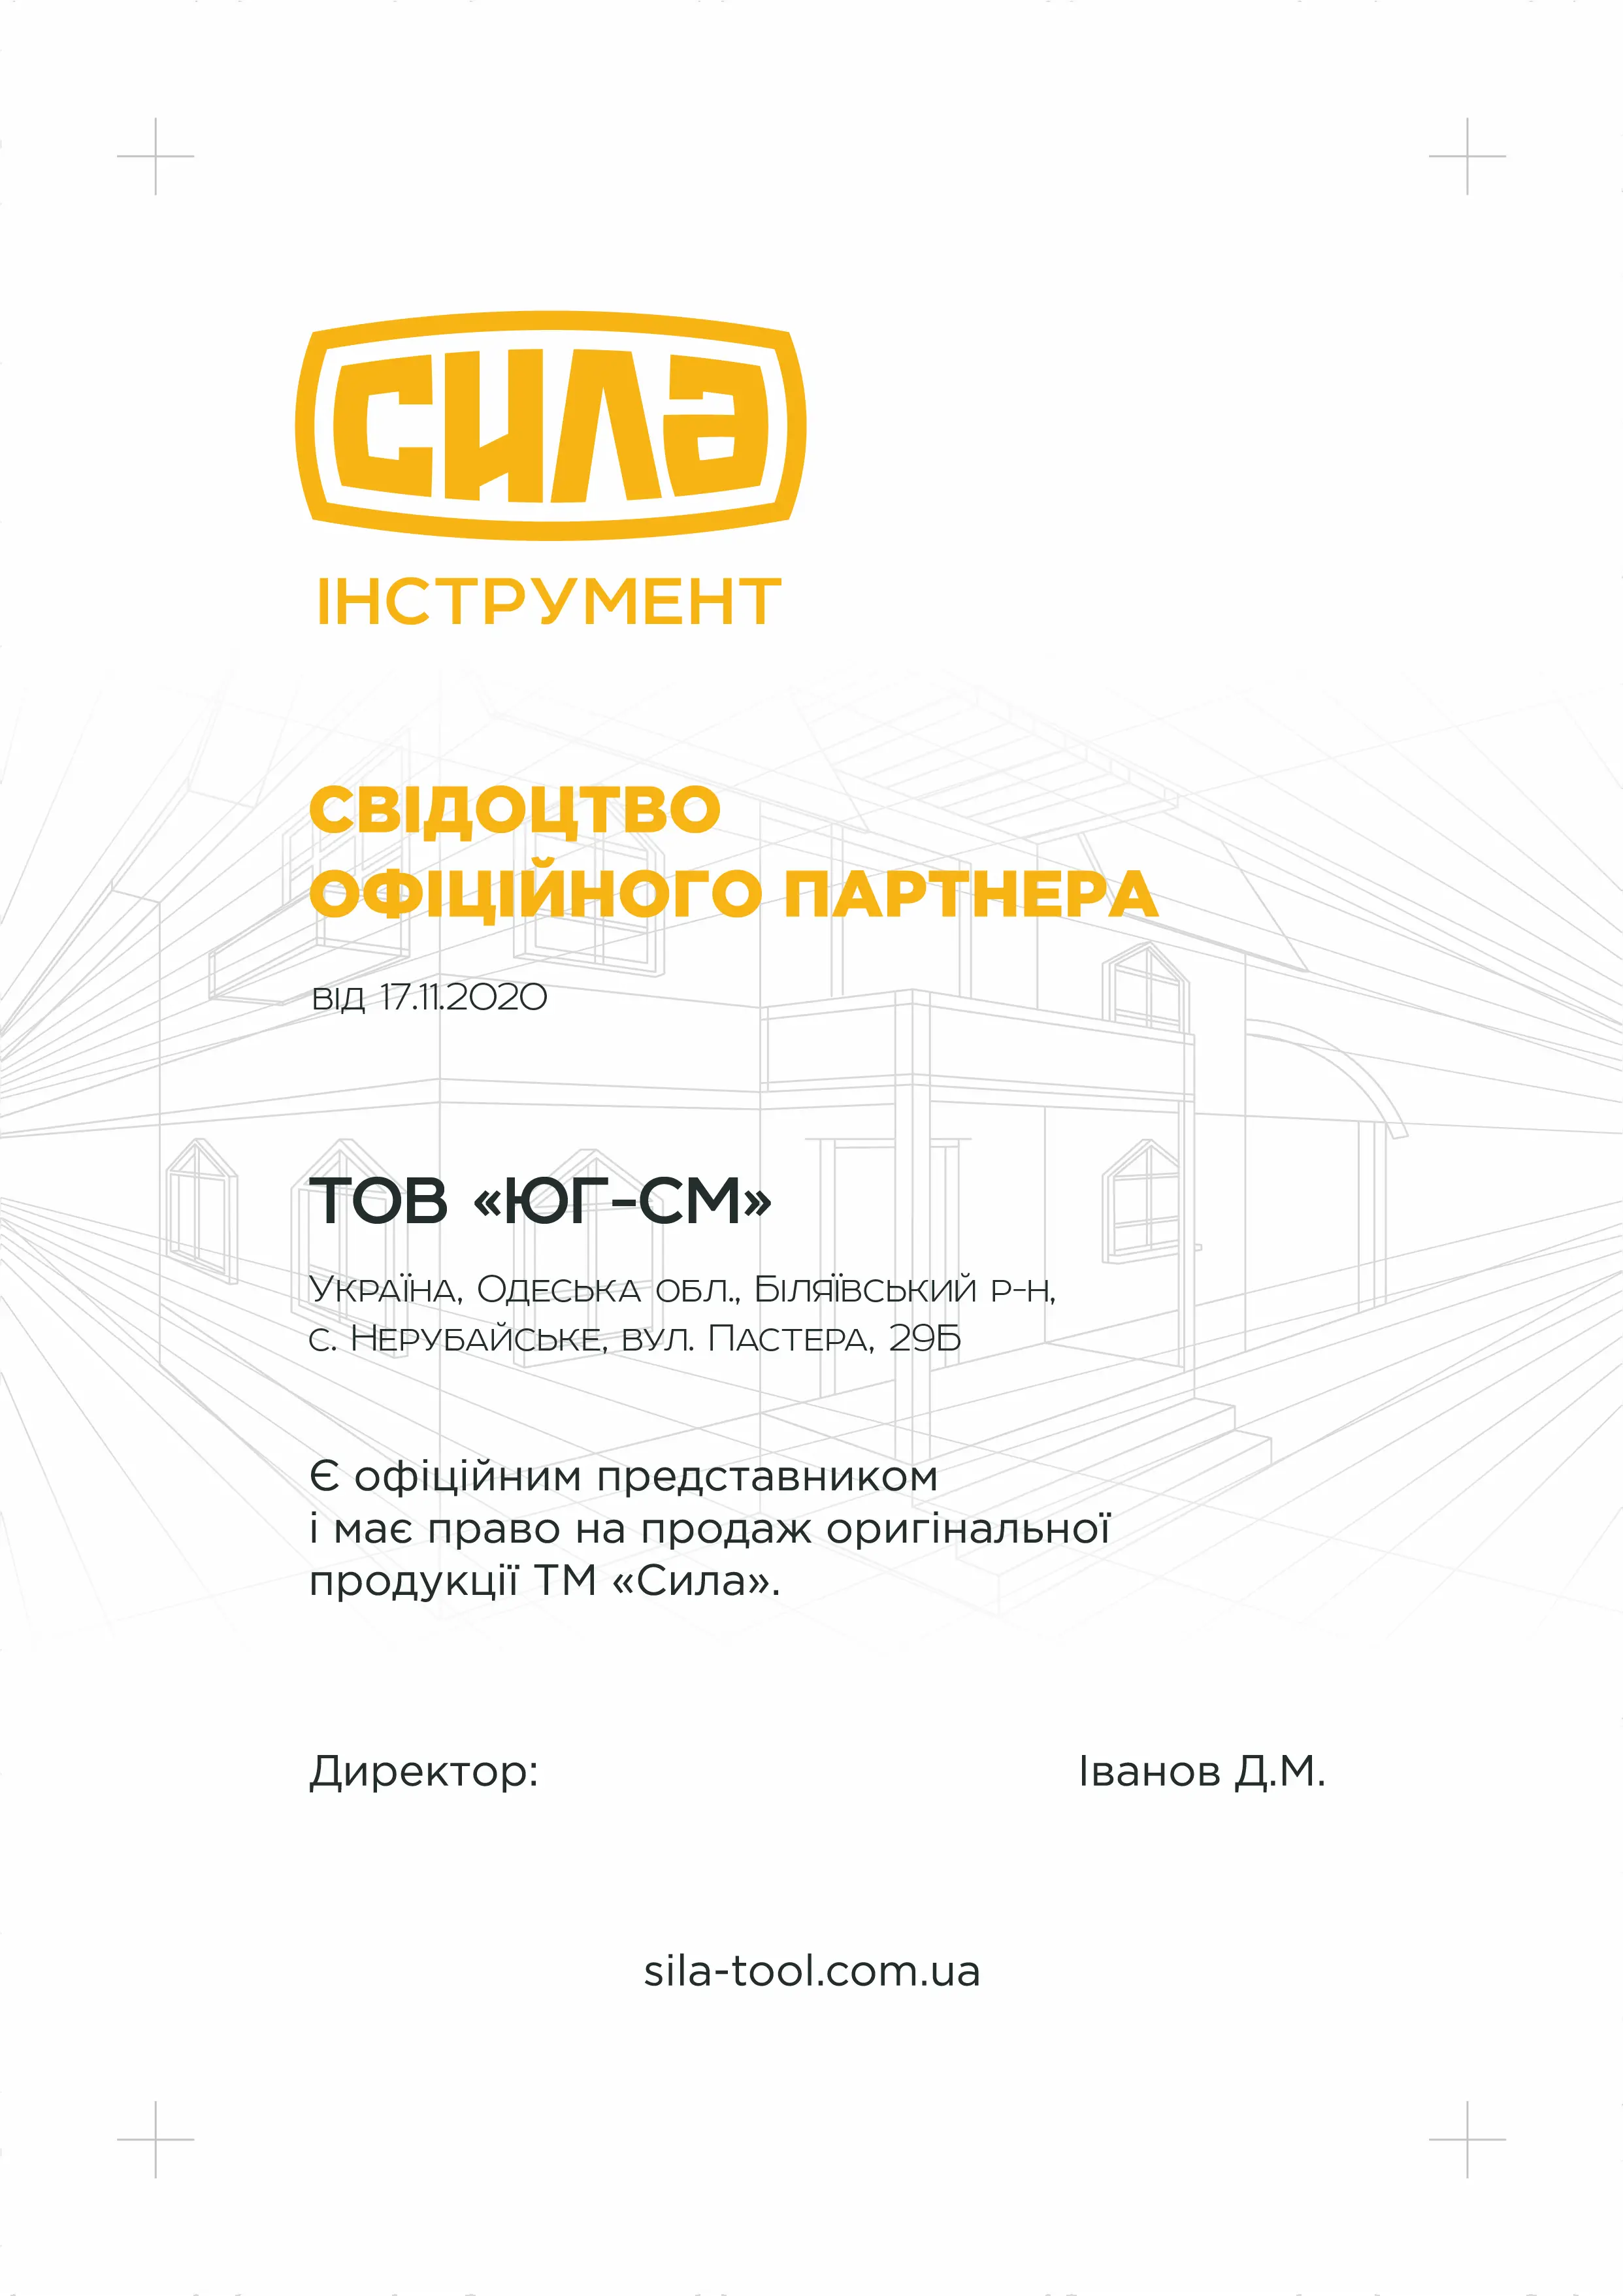 СИЛА
ІНСТРУМЕНТ
СВІДОЦТВО
ОФІЦІЙНОГО ПАРТНЕРА
від 17.11.2020
ТОВ «ЮГ-СМ»
Україна, Одеська обл., Біляївський р-н,
с. Нерубайське, вул. Пастера, 29Б
Є офіційним представником
і має право на продаж оригінальної
продукції ТМ «Сила».
Директор: Іванов Д.М.
sila-tool.com.ua